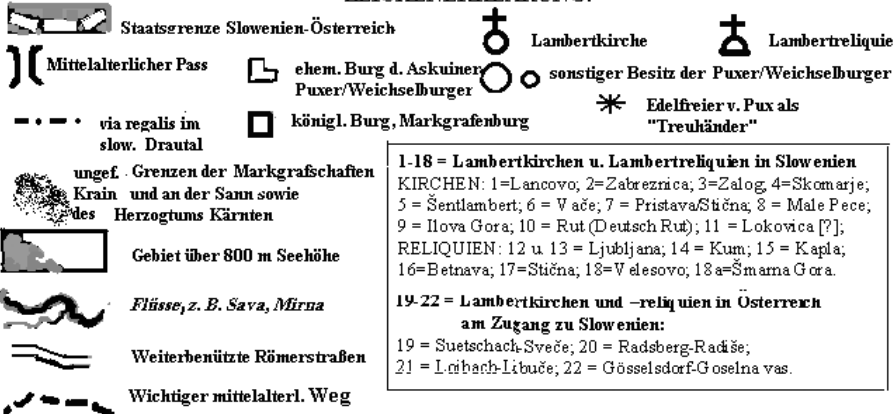 Staatsgrenze Slowenien-Österreich
Lambertkirche
Lambertreliquie
Mittelalterlicher Pass
ehem. Burg d. Askuiner
Puxer/Weichselburger
sonstiger Besitz der Puxer/Weichselburger
Edelfreier v. Pux als
"Treuhänder"
via regalis im
slow. Drautal
königl. Burg, Markgrafenburg
ungef. Grenzen der Markgrafschaften
Krain und an der Sann sowie
des Herzogtums Kärnten
Gebiet über 800 m Seehöhe
Flüsse, z. B. Sava, Mirna
Weiterbenützte Römerstraßen
Wichtiger mittelalterl. Weg
1-18 = Lambertkirchen u. Lambertreliquien in Slowenien
KIRCHEN: 1=Lancovo; 2=Zabreznica; 3=Zalog, 4=Skomarje;
5 = Šentlambert; 6 = Vače; 7 = Pristava/Stična; 8 = Male Pece;
9 = Ilova Gora; 10 = Rut (Deutsch Rut); 11 = Lokovica [?];
RELIQUIEN: 12 u. 13 = Ljubljana; 14 = Kum; 15 = Kapla;
16=Betnava; 17=Stična; 18=Velesovo; 18a=Šmarna Gora.
19-22 = Lambertkirchen und –reliquien in Österreich
am Zugang zu Slowenien:
19 = Suetschach-Sveče; 20 = Radsberg-Radiše;
21 = Loibach-Libuče; 22 = Gösselsdorf-Goselna vas.